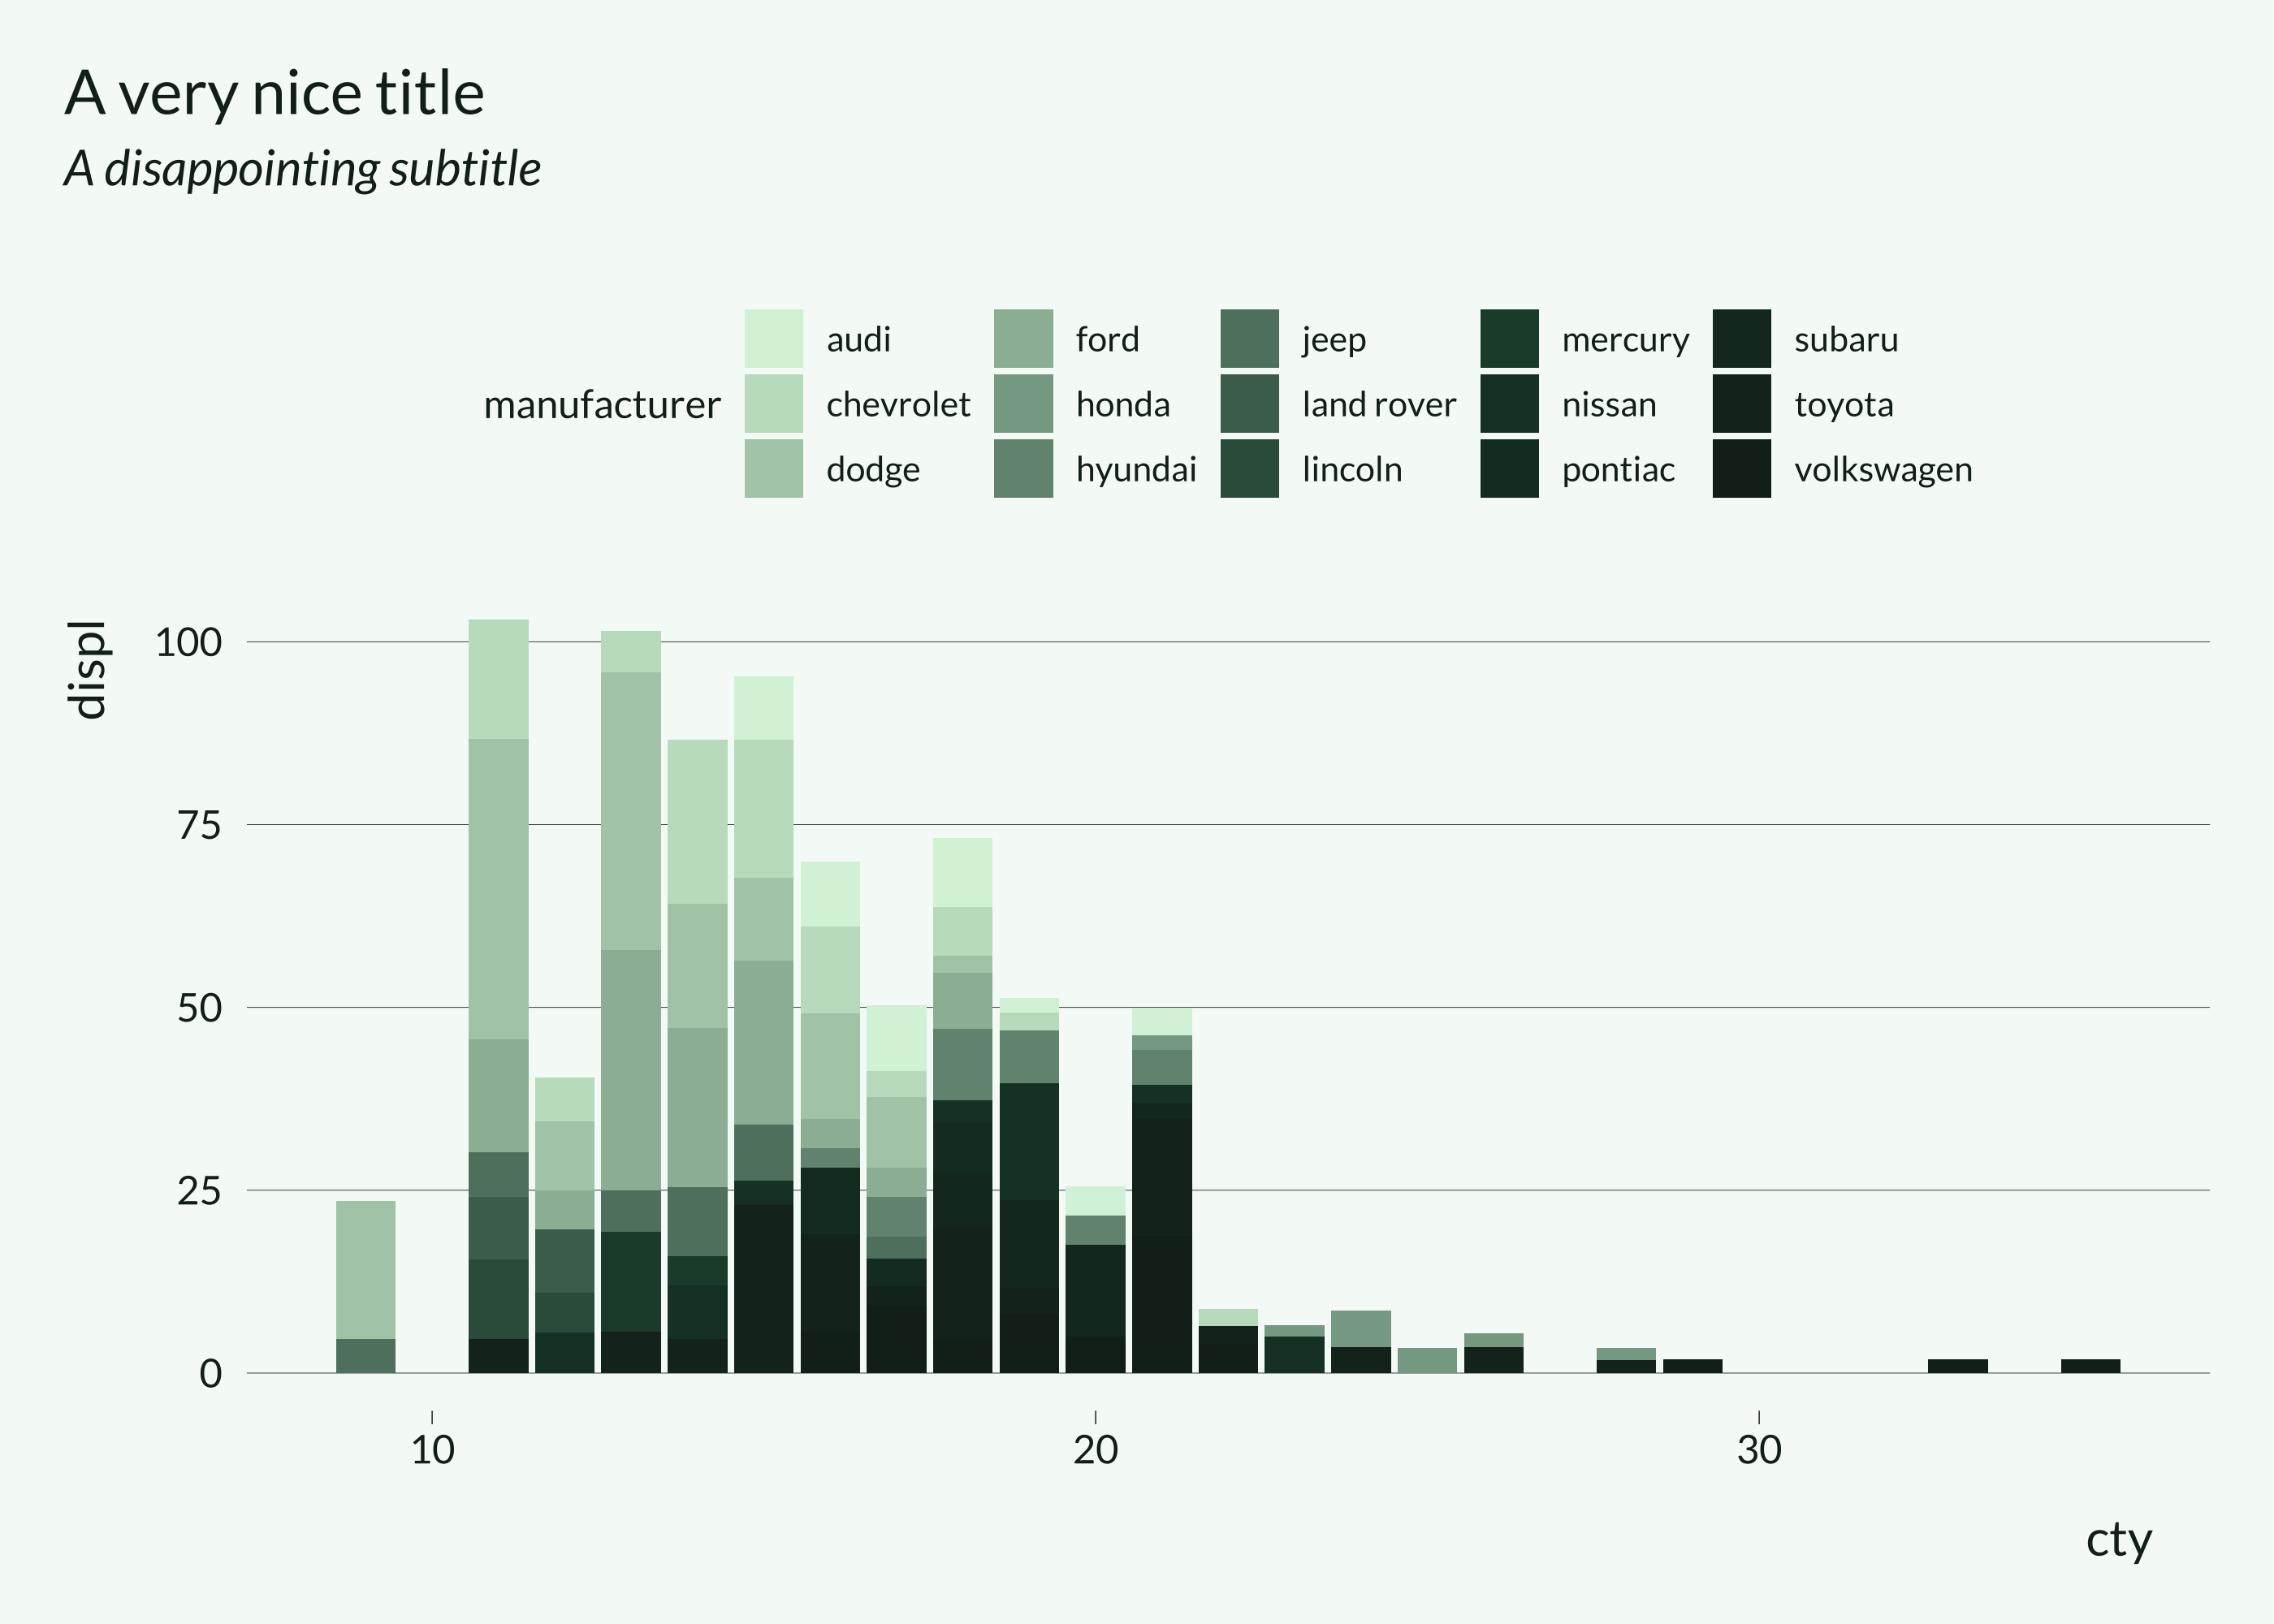 A very nice title
A disappointing subtitle
manufacturer
audi
chevrolet
dodge
ford
honda
hyundai
jeep
land rover
lincoln
mercury
nissan
pontiac
subaru
toyota
volkswagen
displ
100
75
50
25
0
10
20
30
cty